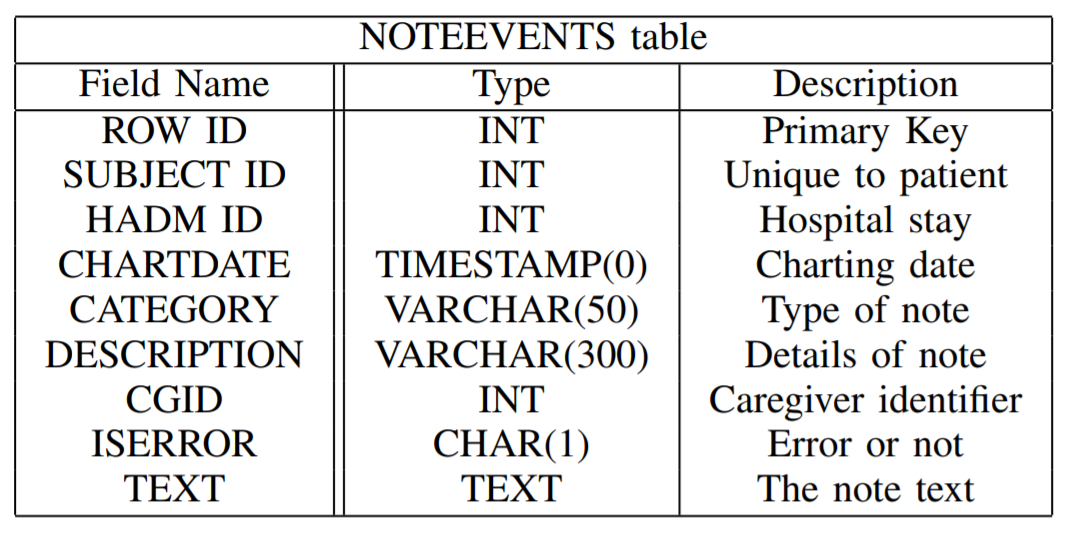 NOTEEVENTS table
Field Name Type Description
ROW ID INT Primary Key
SUBJECT ID INT Unique to patient
HADM ID INT Hospital stay
CHARTDATE TIMESTAMP(0) Charting date
CATEGORY VARCHAR(50) Type of note
DESCRIPTION VARCHAR(300) Details of note
CGID INT Caregiver identifier
ISERROR CHAR(1) Error or not
TEXT TEXT The note text